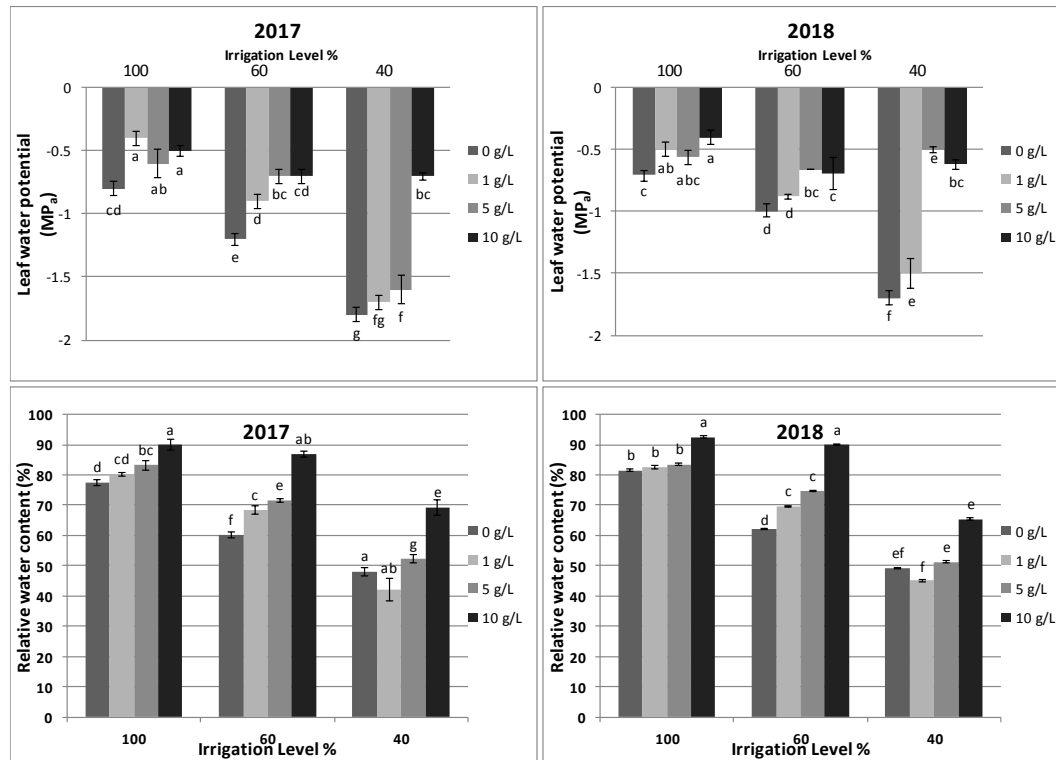 2017
Irrigation Level %
100 60 40
0
-0.5
-1
-1.5
-2
Leaf water potential
(MPa)
cd a ab a
e d bc cd
g fg f bc
0 g/L
1 g/L
5 g/L
10 g/L
2018
Irrigation Level %
100 60 40
0
-0.5
-1
-1.5
-2
Leaf water potential
(MPa)
c ab abc a
d d bc c
f e e bc
0 g/L
1 g/L
5 g/L
10 g/L
2017
100
90
80
70
60
50
40
30
20
10
0
Relative water content (%)
d cd bc a
f c e ab
a ab g e
0 g/L
1 g/L
5 g/L
10 g/L
100 60 40
Irrigation Level %
2018
100
90
80
70
60
50
40
30
20
10
0
Relative water content (%)
b b b a
d c c a
ef f e e
0 g/L
1 g/L
5 g/L
10 g/L
100 60 40
Irrigation Level %